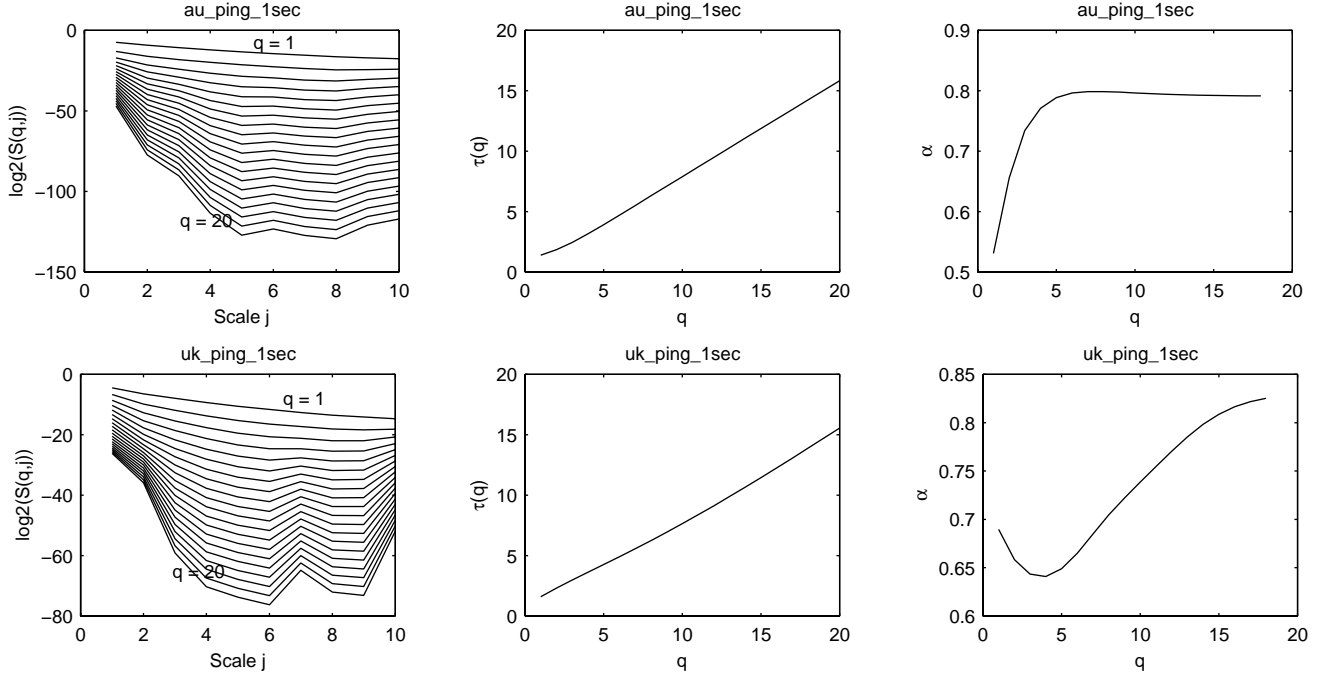 au_ping_1sec
0
−50
−100
−150
log2(S(q,j))
q = 1
q = 20
0 2 4 6 8 10
Scale j
au_ping_1sec
20
15
10
5
0
τ(q)
0 5 10 15 20
q
au_ping_1sec
0.9
0.8
0.7
0.6
0.5
α
0 5 10 15 20
q
uk_ping_1sec
0
−20
−40
−60
−80
log2(S(q,j))
q = 1
q = 20
0 2 4 6 8 10
Scale j
uk_ping_1sec
20
15
10
5
0
τ(q)
0 5 10 15 20
q
uk_ping_1sec
0.85
0.8
0.75
0.7
0.65
0.6
α
0 5 10 15 20
q